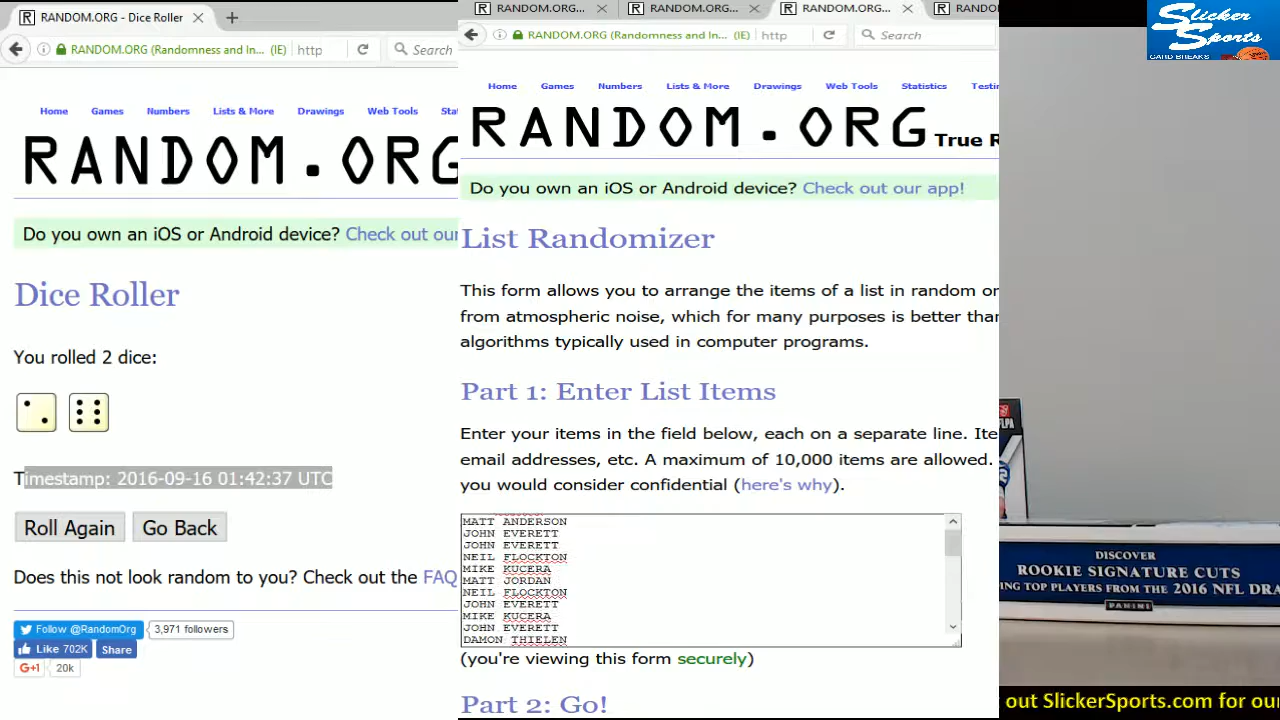 RANDOM.ORG - Dice Roller
RANDOM.ORG (Randomness and In... (IE)
http
Search
Home Games Numbers Lists & More Drawings Web Tools Stat
RANDOM.ORG
Do you own an iOS or Android device? Check out our
Dice Roller
You rolled 2 dice:
Timestamp: 2016-09-16 01:42:37 UTC
Roll Again Go Back
Does this not look random to you? Check out the FAQ
Follow @RandomOrg 3,971 followers
Like 702K Share
G+1 20k
RANDOM.ORG... RANDOM.ORG... RANDOM.ORG... RANDOM
RANDOM.ORG (Randomness and In... (IE)
http
Search
Home Games Numbers Lists & More Drawings Web Tools Statistics Testin
RANDOM.ORG True R
Do you own an iOS or Android device? Check out our app!
List Randomizer
This form allows you to arrange the items of a list in random or
from atmospheric noise, which for many purposes is better than
algorithms typically used in computer programs.
Part 1: Enter List Items
Enter your items in the field below, each on a separate line. Ite
email addresses, etc. A maximum of 10,000 items are allowed.
you would consider confidential (here's why).
MATT ANDERSON
JOHN EVERETT
JOHN EVERETT
NEIL FLOCKTON
MIKE KUCERA
MATT JORDAN
NEIL FLOCKTON
JOHN EVERETT
MIKE KUCERA
JOHN EVERETT
DAMON THIELEN
(you're viewing this form securely)
Part 2: Go!
Slicker
Sports
CARD BREAKS
DISCOVER
ROOKIE SIGNATURE CUTS
ING TOP PLAYERS FROM THE 2016 NFL DRA
PANINI
out SlickerSports.com for our